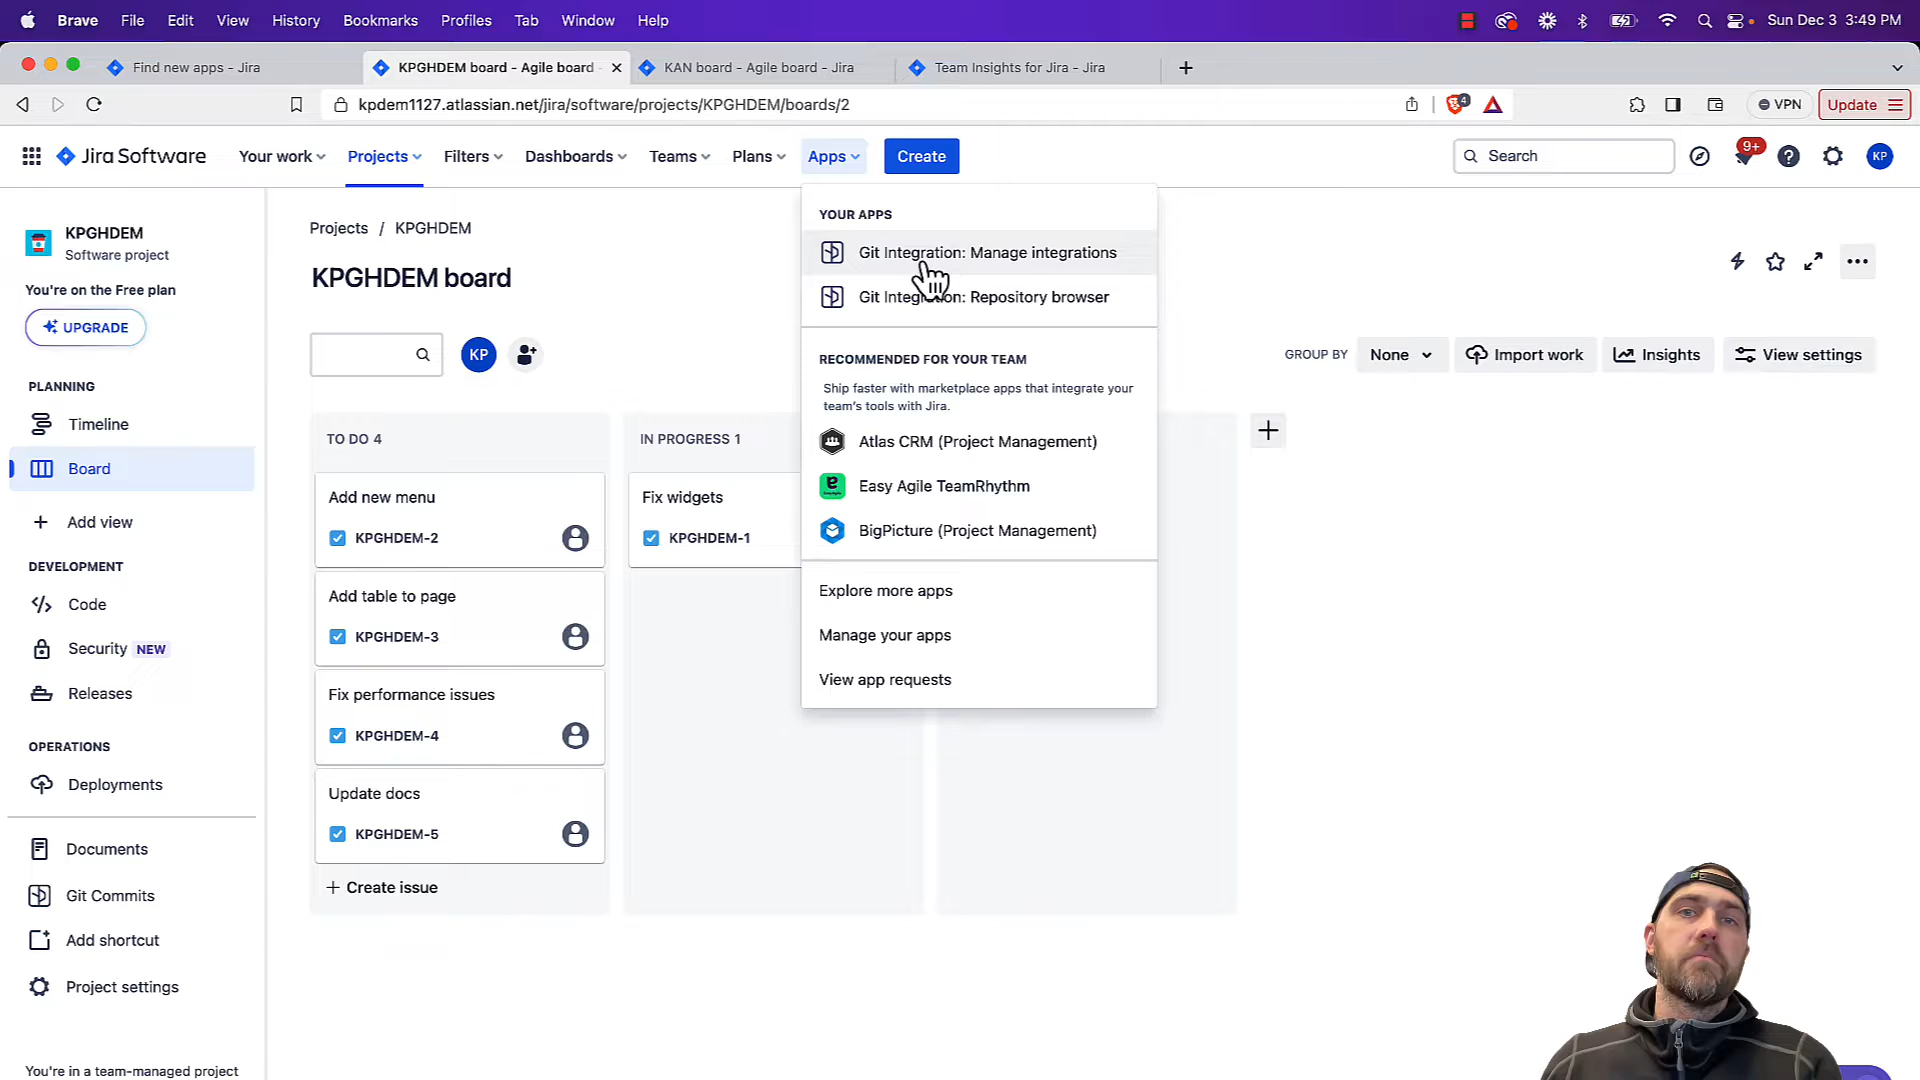 Brave File Edit View History Bookmarks Profiles Tab Window Help Sun Dec 3 3:49 PM
Find new apps - Jira KPGHDEM board - Agile board KAN board - Agile board - Jira Team Insights for Jira - Jira
kpdem1127.atlassian.net/jira/software/projects/KPGHDEM/boards/2 4 VPN Update
Jira Software Your work Projects Filters Dashboards Teams Plans Apps Create Search 9+ KP
KPGHDEM
Software project
You're on the Free plan
UPGRADE
PLANNING
Timeline
Board
Add view
DEVELOPMENT
Code
Security NEW
Releases
OPERATIONS
Deployments
Documents
Git Commits
Add shortcut
Project settings
You're in a team-managed project
Projects / KPGHDEM
KPGHDEM board
KP
GROUP BY None Import work Insights View settings
TO DO 4
Add new menu
KPGHDEM-2
Add table to page
KPGHDEM-3
Fix performance issues
KPGHDEM-4
Update docs
KPGHDEM-5
Create issue
IN PROGRESS 1
Fix widgets
KPGHDEM-1
YOUR APPS
Git Integration: Manage integrations
Git Integration: Repository browser
RECOMMENDED FOR YOUR TEAM
Ship faster with marketplace apps that integrate your
team's tools with Jira.
Atlas CRM (Project Management)
Easy Agile TeamRhythm
BigPicture (Project Management)
Explore more apps
Manage your apps
View app requests